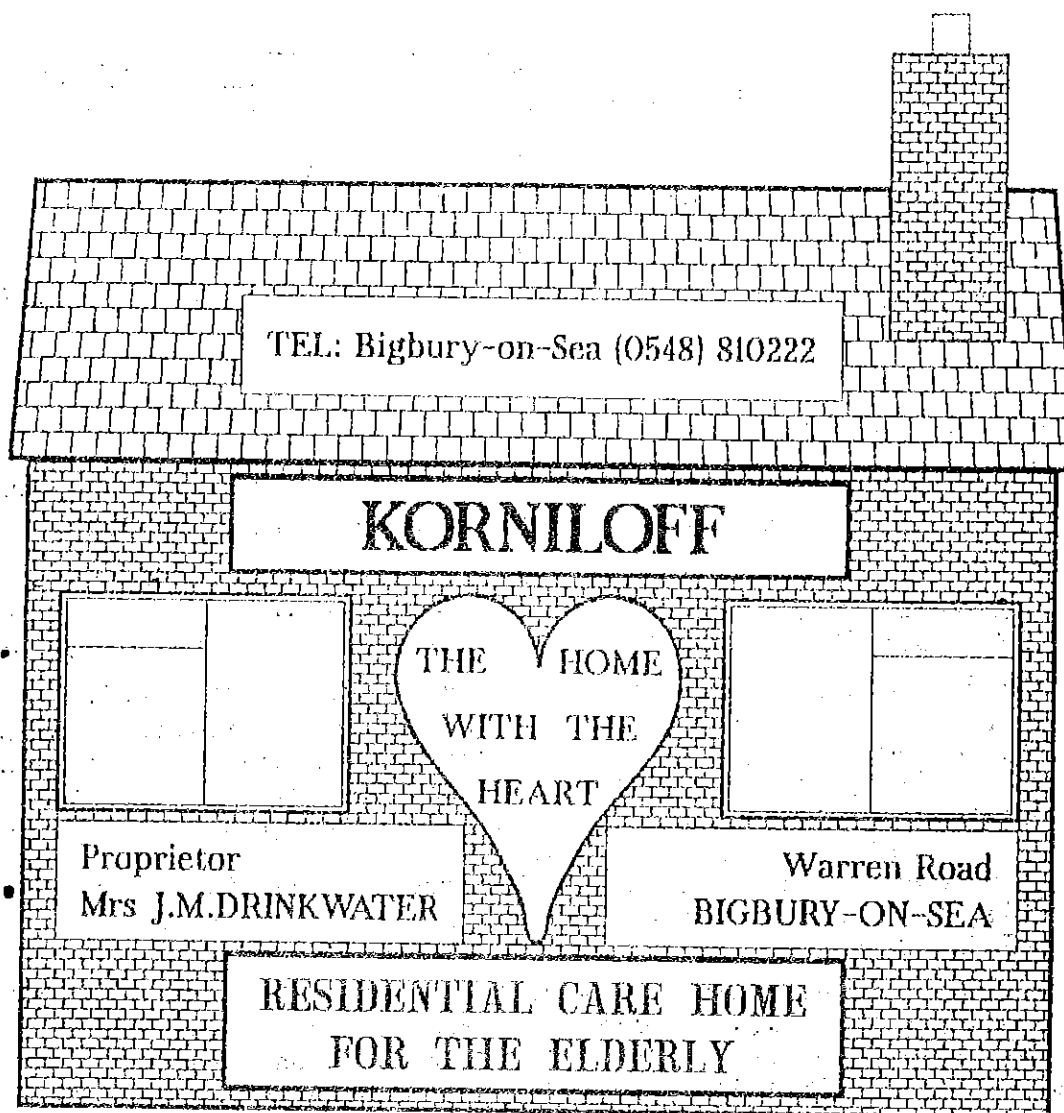 TEL: Bigbury-on-Sea (0548) 810222
KORNILOFF
THE HOME
WITH THE
HEART
Proprietor
Mrs J.M.DRINKWATER
Warren Road
BIGBURY-ON-SEA
RESIDENTIAL CARE HOME
FOR THE ELDERLY